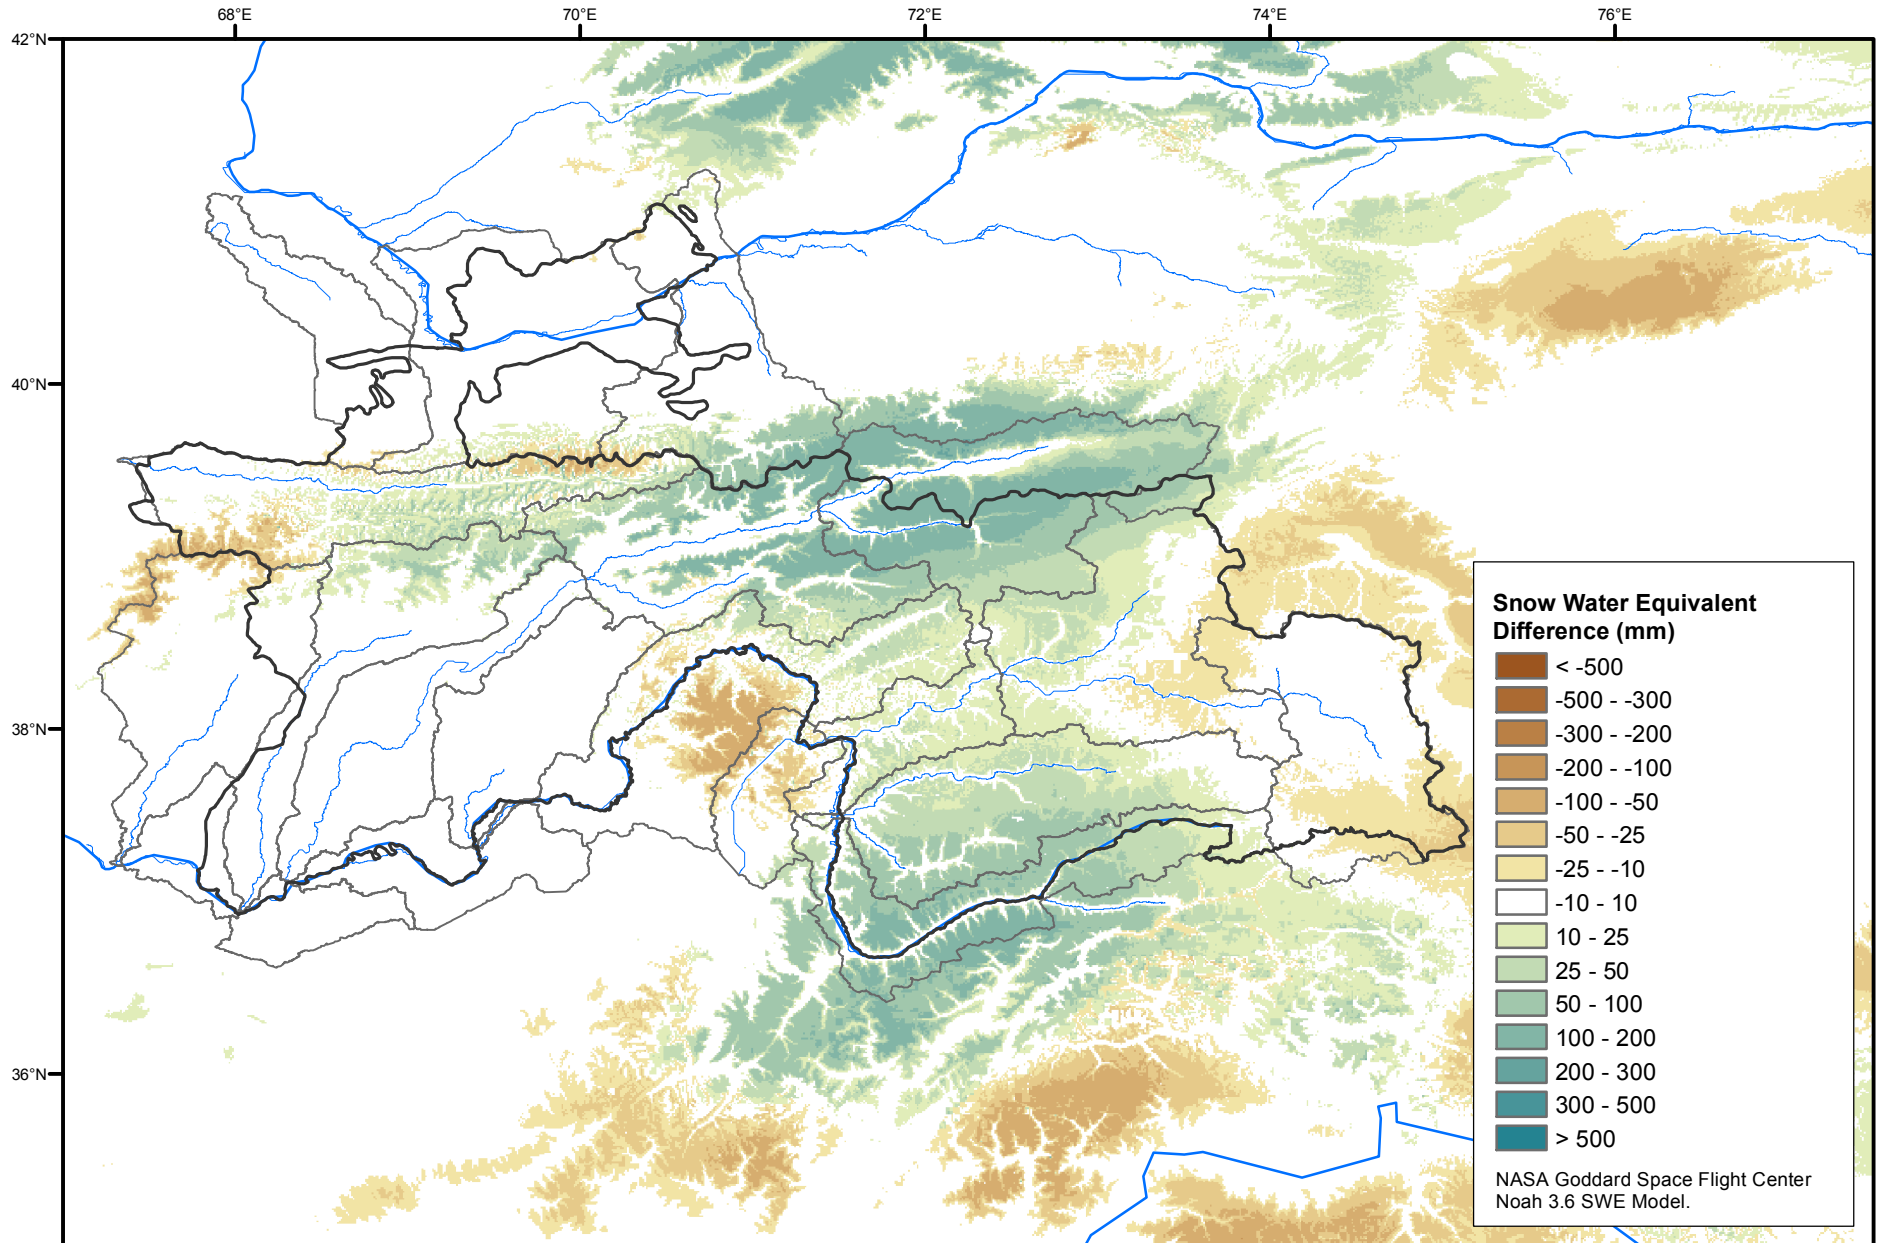 68°E
70°E
72°E
74°E
76°E
42°N
40°N
38°N
36°N
Snow Water Equivalent
Difference (mm)
< -500
-500 - -300
-300 - -200
-200 - -100
-100 - -50
-50 - -25
-25 - -10
-10 - 10
10 - 25
25 - 50
50 - 100
100 - 200
200 - 300
300 - 500
> 500
NASA Goddard Space Flight Center
Noah 3.6 SWE Model.